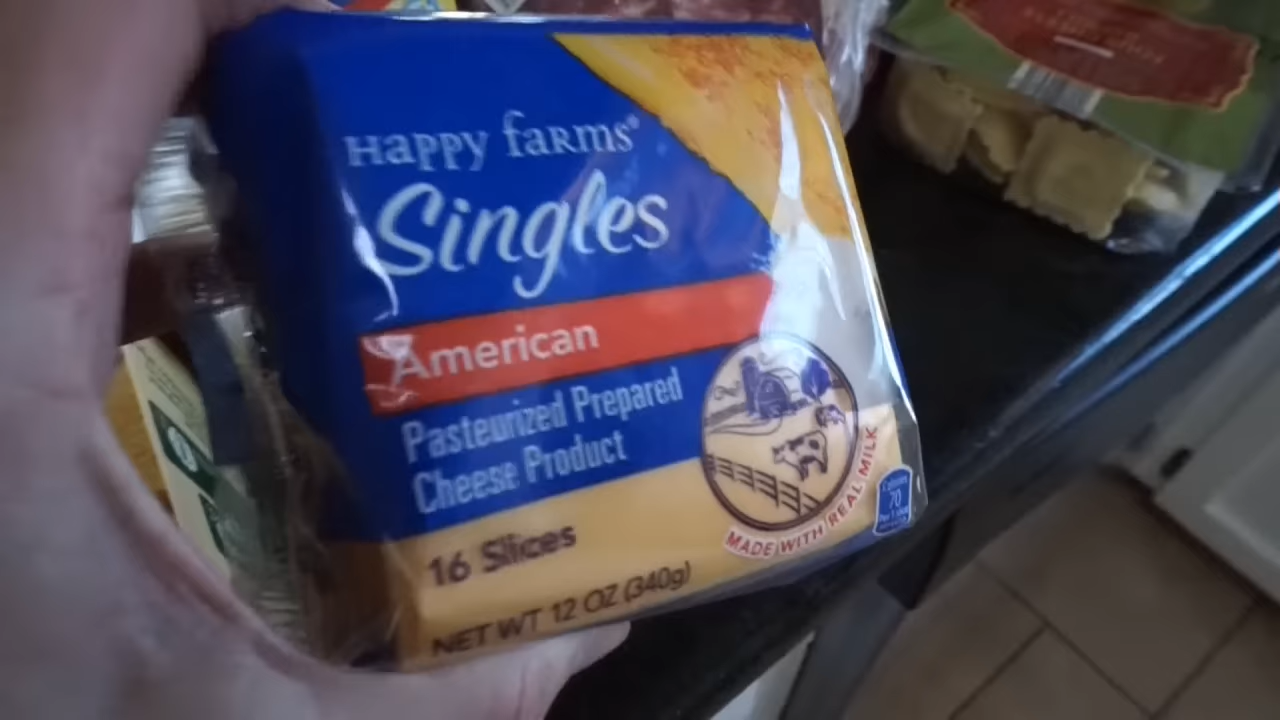 Happy farms®
Singles
American
Pasteurized Prepared
Cheese Product
16 Slices
NET WT 12 OZ (340g)
MADE WITH REAL MILK
Calories
70